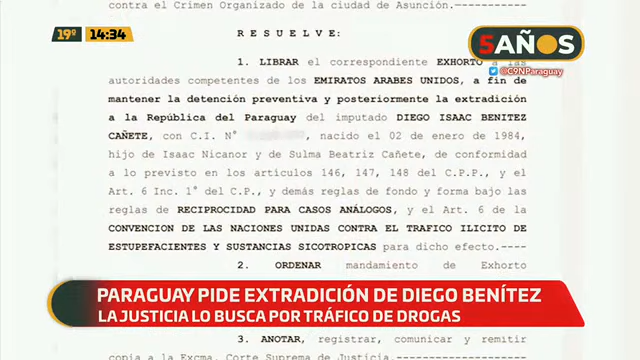 contra el Crimen Organizado de la ciudad de Asunción.----------
19º 14:34
5AÑOS
@C9NParaguay
R E S U E L V E :
1. LIBRAR el correspondiente EXHORTO a las
autoridades competentes de los EMIRATOS ARABES UNIDOS, a fin de
mantener la detención preventiva y posteriormente la extradición
a la República del Paraguay del imputado DIEGO ISAAC BENITEZ
CAÑETE, con C.I. N° , nacido el 02 de enero de 1984,
hijo de Isaac Nicanor y de Sulma Beatriz Cañete, de conformidad
a lo previsto en los artículos 146, 147, 148 del C.P.P., y el
Art. 6 Inc. 1° del C.P., y demás reglas de fondo y forma bajo las
reglas de RECIPROCIDAD PARA CASOS ANÁLOGOS, y el Art. 6 de la
CONVENCION DE LAS NACIONES UNIDAS CONTRA EL TRAFICO ILICITO DE
ESTUPEFACIENTES Y SUSTANCIAS SICOTROPICAS para dicho efecto.----
2. ORDENAR mandamiento de Exhorto
PARAGUAY PIDE EXTRADICIÓN DE DIEGO BENÍTEZ
LA JUSTICIA LO BUSCA POR TRÁFICO DE DROGAS
3. ANOTAR, registrar, comunicar y remitir
copia a la Excma. Corte Suprema de Justicia.----